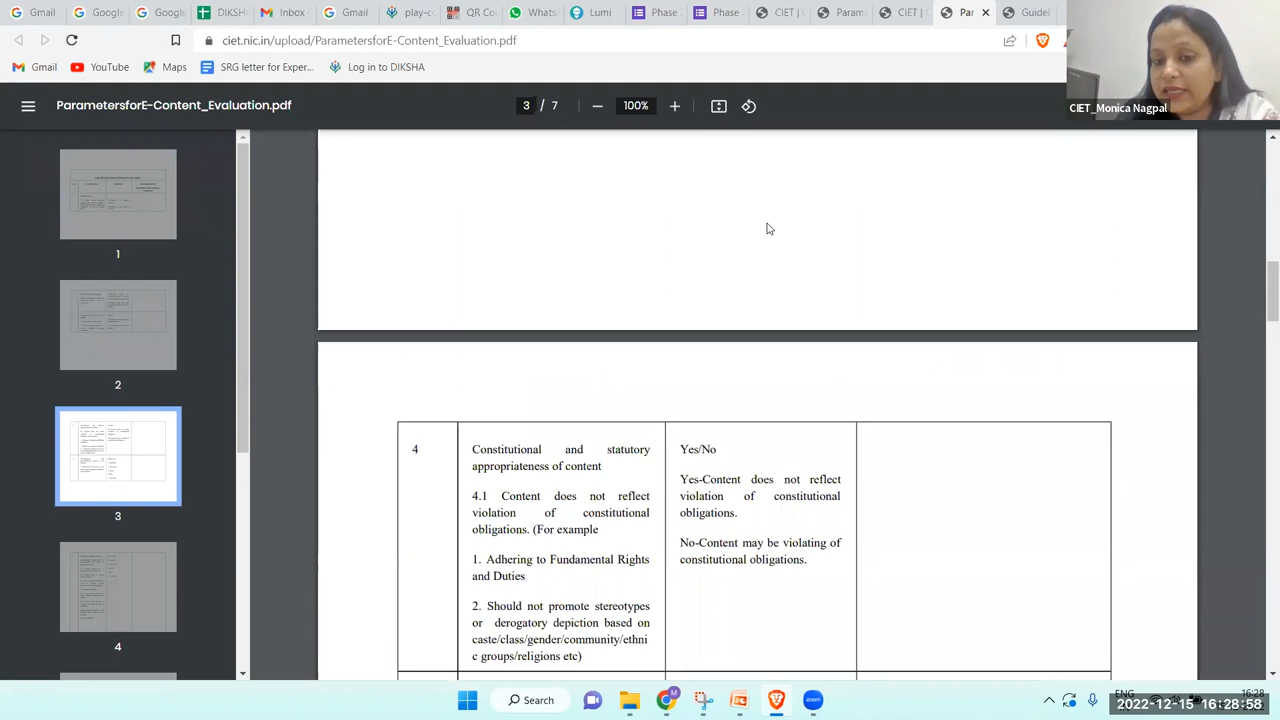 Gmail
Google
Google
DIKSH
Inbox
Gmail
play-c
QR Co
Whats
Lumi
Phase
Phase
CIET |
Param
CIET |
Par
Guidel
ciet.nic.in/upload/ParametersforE-Content_Evaluation.pdf
Gmail
YouTube
Maps
SRG letter for Exper...
Log in to DIKSHA
CIET_Monica Nagpal
ParametersforE-Content_Evaluation.pdf
3 / 7
100%
1
2
3
4
4
Constitutional and statutory
appropriateness of content
4.1 Content does not reflect
violation of constitutional
obligations. (For example
1. Adhering to Fundamental Rights
and Duties
2. Should not promote stereotypes
or derogatory depiction based on
caste/class/gender/community/ethni
c groups/religions etc)
Yes/No
Yes-Content does not reflect
violation of constitutional
obligations.
No-Content may be violating of
constitutional obligations.
Search
ENG
16:28
2022-12-15 16:28:58